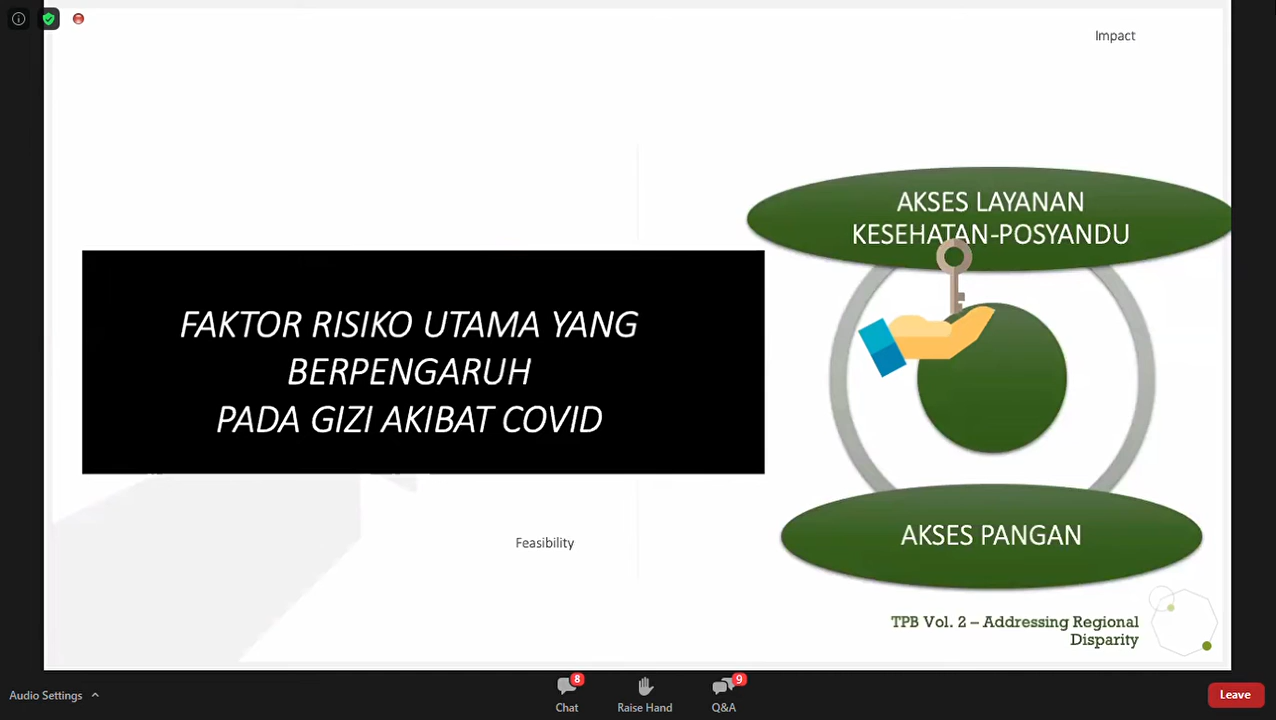 Impact
AKSES LAYANAN
KESEHATAN-POSYANDU
FAKTOR RISIKO UTAMA YANG
BERPENGARUH
PADA GIZI AKIBAT COVID
AKSES PANGAN
Feasibility
TPB Vol. 2 – Addressing Regional
Disparity
Audio Settings
8
Chat
Raise Hand
9
Q&A
Leave